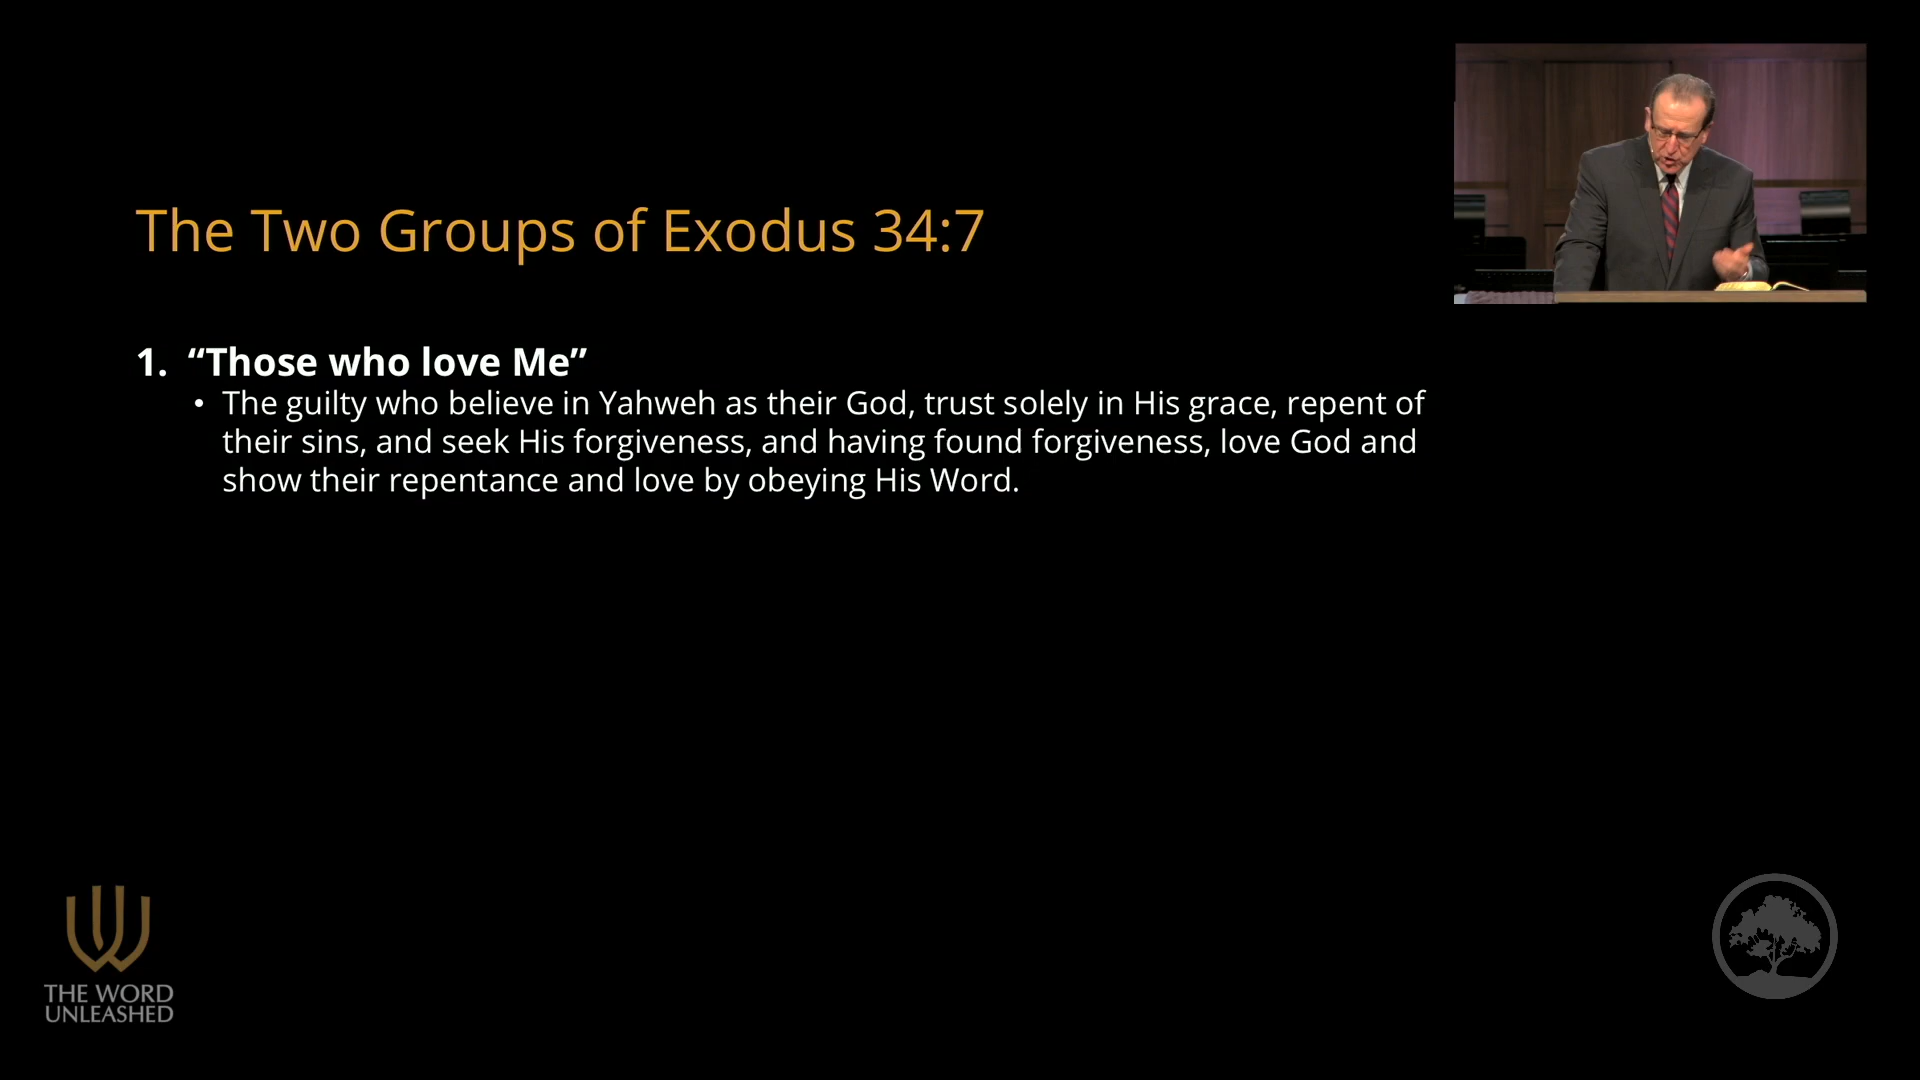 The Two Groups of Exodus 34:7
1. “Those who love Me”
• The guilty who believe in Yahweh as their God, trust solely in His grace, repent of
their sins, and seek His forgiveness, and having found forgiveness, love God and
show their repentance and love by obeying His Word.
THE WORD
UNLEASHED